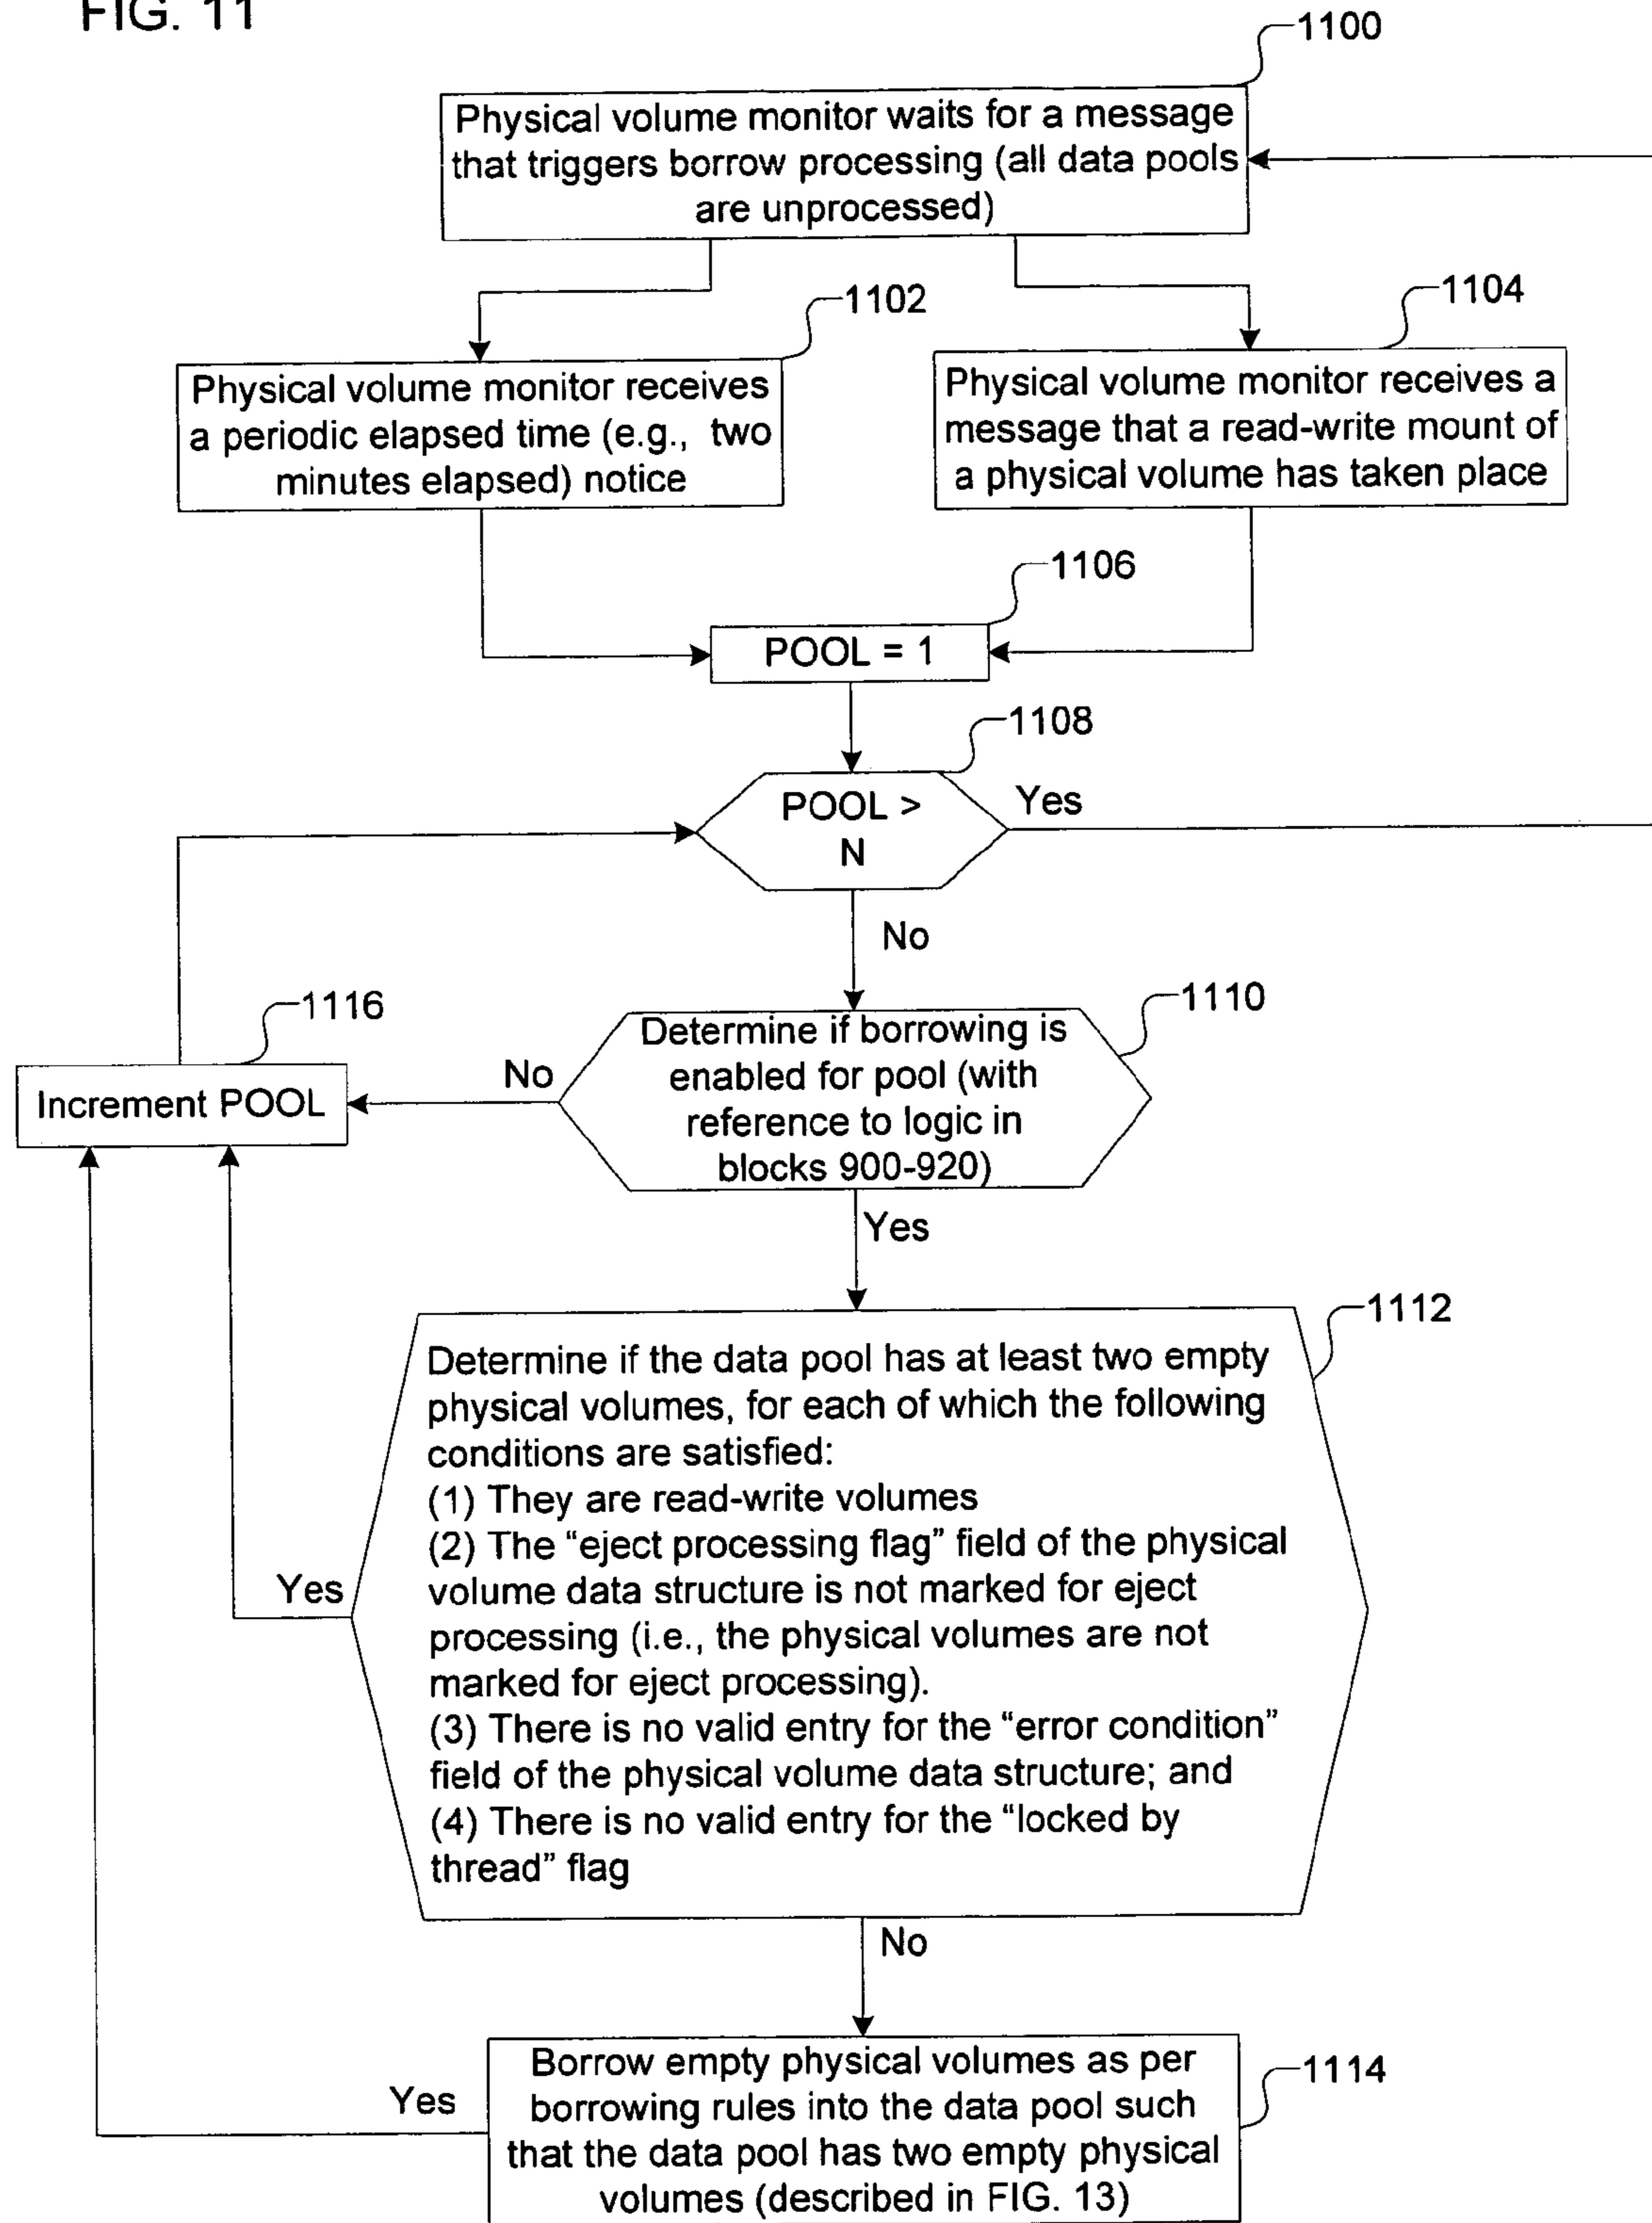 FIG. 11
1100
Physical volume monitor waits for a message
that triggers borrow processing (all data pools
are unprocessed)
1102
1104
Physical volume monitor receives
a periodic elapsed time (e.g., two
minutes elapsed) notice
Physical volume monitor receives a
message that a read-write mount of
a physical volume has taken place
1106
POOL = 1
1108
POOL >
N
Yes
No
1116
1110
Increment POOL
No
Determine if borrowing is
enabled for pool (with
reference to logic in
blocks 900-920)
Yes
1112
Determine if the data pool has at least two empty
physical volumes, for each of which the following
conditions are satisfied:
(1) They are read-write volumes
(2) The “eject processing flag” field of the physical
volume data structure is not marked for eject
processing (i.e., the physical volumes are not
marked for eject processing).
(3) There is no valid entry for the “error condition”
field of the physical volume data structure; and
(4) There is no valid entry for the “locked by
thread” flag
Yes
No
1114
Borrow empty physical volumes as per
borrowing rules into the data pool such
that the data pool has two empty physical
volumes (described in FIG. 13)
Yes